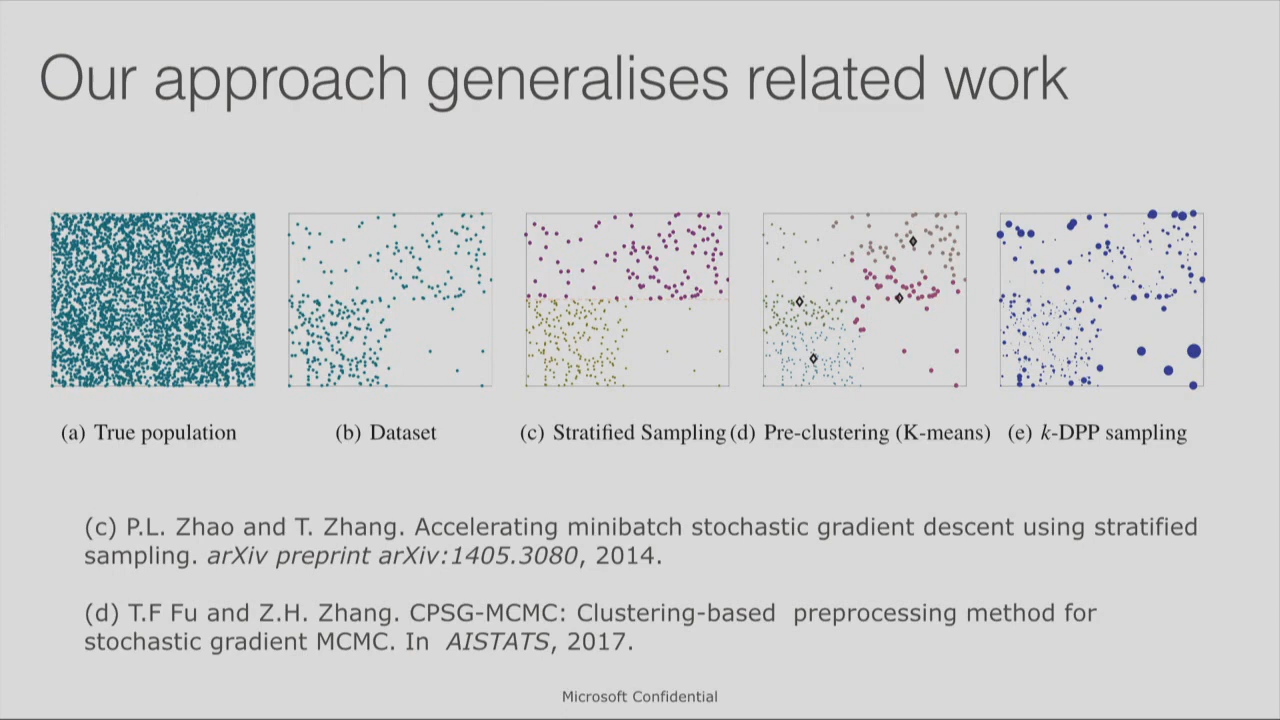 Our approach generalises related work
(a) True population
(b) Dataset
(c) Stratified Sampling
(d) Pre-clustering (K-means)
(e) k-DPP sampling
(c) P.L. Zhao and T. Zhang. Accelerating minibatch stochastic gradient descent using stratified
sampling. arXiv preprint arXiv:1405.3080, 2014.
(d) T.F Fu and Z.H. Zhang. CPSG-MCMC: Clustering-based preprocessing method for
stochastic gradient MCMC. In AISTATS, 2017.
Microsoft Confidential